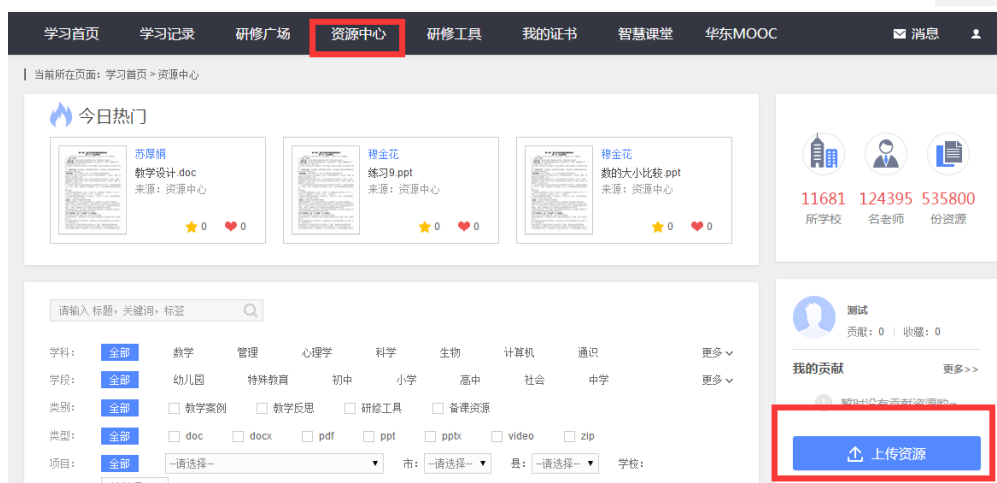 学习首页 学习记录 研修广场 资源中心 研修工具 我的证书 智慧课堂 华东MOOC 消息
当前所在页面：学习首页 > 资源中心
今日热门
苏厚娟
教学设计.doc
来源：资源中心
0 0
穆金花
练习9.ppt
来源：资源中心
0 0
穆金花
数的大小比较.ppt
来源：资源中心
0 0
11681 124395 535800
所学校 名老师 份资源
请输入 标题，关键词，标签
学科： 全部 数学 管理 心理学 科学 生物 计算机 通识 更多
学段： 全部 幼儿园 特殊教育 初中 小学 高中 社会 中学 更多
类别： 全部 教学案例 教学反思 研修工具 备课资源
类型： 全部 doc docx pdf ppt pptx video zip
项目： 全部 --请选择-- 市： --请选择-- 县： --请选择-- 学校：
测试
贡献：0 | 收藏：0
我的贡献 更多>>
暂时没有贡献资源哟~
上传资源